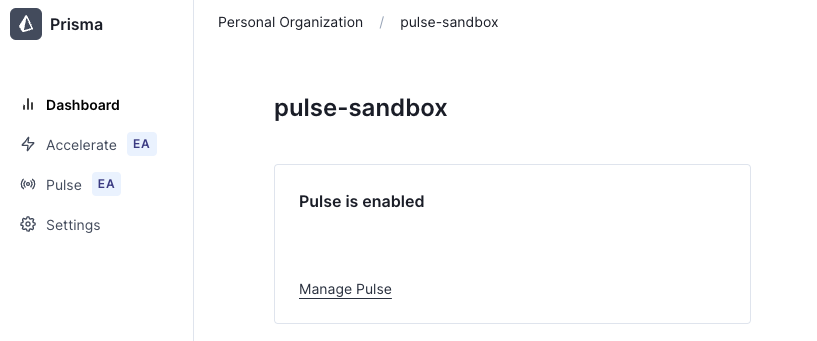 Prisma
Personal Organization / pulse-sandbox
Dashboard
Accelerate EA
Pulse EA
Settings
pulse-sandbox
Pulse is enabled
Manage Pulse